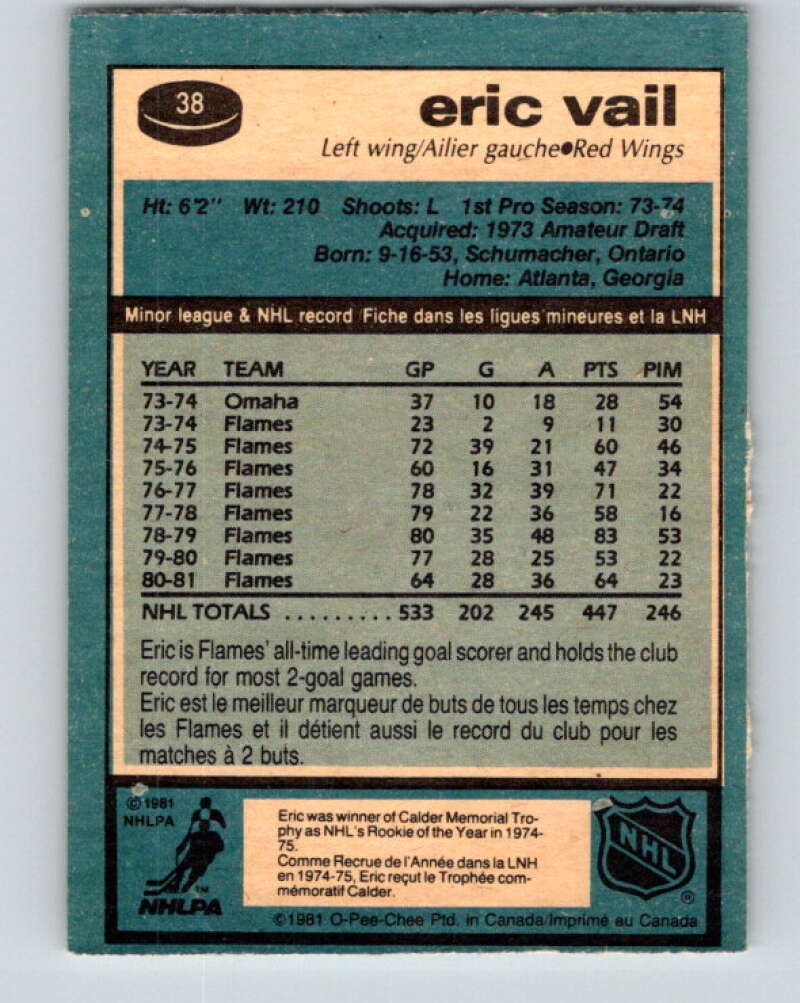 38
eric vail
Left wing/Ailier gauche●Red Wings
Ht: 6'2" Wt: 210 Shoots: L 1st Pro Season: 73-74
Acquired: 1973 Amateur Draft
Born: 9-16-53, Schumacher, Ontario
Home: Atlanta, Georgia
Minor league & NHL record Fiche dans les ligues mineures et la LNH
YEAR TEAM GP G A PTS PIM
73-74 Omaha 37 10 18 28 54
73-74 Flames 23 2 9 11 30
74-75 Flames 72 39 21 60 46
75-76 Flames 60 16 31 47 34
76-77 Flames 78 32 39 71 22
77-78 Flames 79 22 36 58 16
78-79 Flames 80 35 48 83 53
79-80 Flames 77 28 25 53 22
80-81 Flames 64 28 36 64 23
NHL TOTALS .......... 533 202 245 447 246
Eric is Flames' all-time leading goal scorer and holds the club
record for most 2-goal games.
Eric est le meilleur marqueur de buts de tous les temps chez
les Flames et il détient aussi le record du club pour les
matches à 2 buts.
©1981
NHLPA
TM
NHLPA
Eric was winner of Calder Memorial Tro-
phy as NHL's Rookie of the Year in 1974-
75.
Comme Recrue de l'Année dans la LNH
en 1974-75, Eric reçut le Trophée com-
mémoratif Calder.
NHL
®
©1981 O-Pee-Chee Ptd. in Canada/Imprimé au Canada